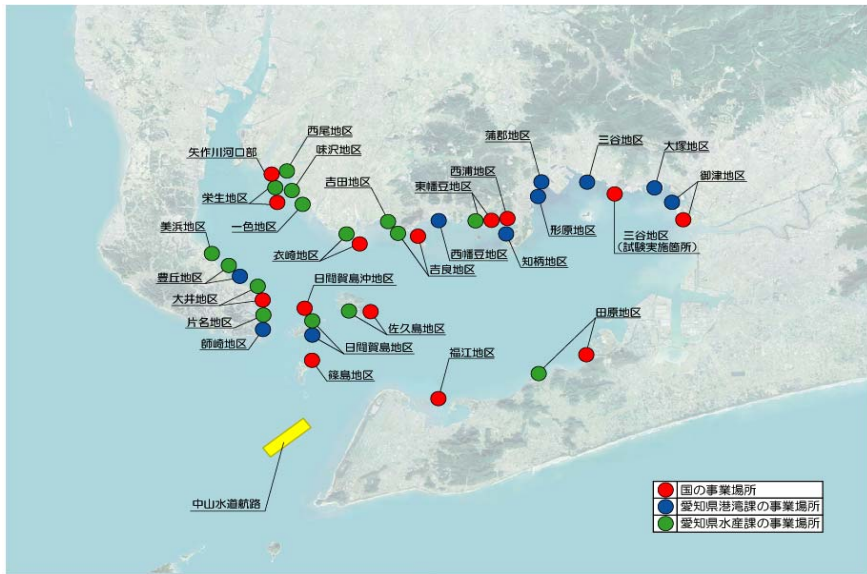 西尾地区
矢作川河口部
味沢地区
栄生地区
吉田地区
一色地区
美浜地区
衣崎地区
豊丘地区
大井地区
片名地区
師崎地区
日間賀島沖地区
佐久島地区
日間賀島地区
篠島地区
中山水道航路
蒲郡地区
三谷地区
大塚地区
西浦地区
東幡豆地区
御津地区
形原地区
三谷地区
(試験実施箇所)
西幡豆地区
知柄地区
吉良地区
田原地区
福江地区
国の事業場所
愛知県港湾課の事業場所
愛知県水産課の事業場所